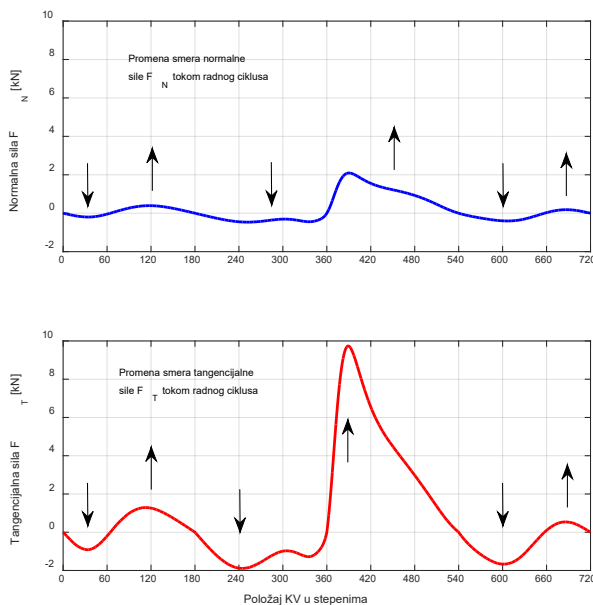 10
8
6
4
2
0
-2
Normalna sila F N [kN]
Promena smera normalne
sile F N tokom radnog ciklusa
0 60 120 180 240 300 360 420 480 540 600 660 720
10
8
6
4
2
0
-2
Tangencijalna sila F T [kN]
Promena smera tangencijalne
sile F T tokom radnog ciklusa
0 60 120 180 240 300 360 420 480 540 600 660 720
Položaj KV u stepenima